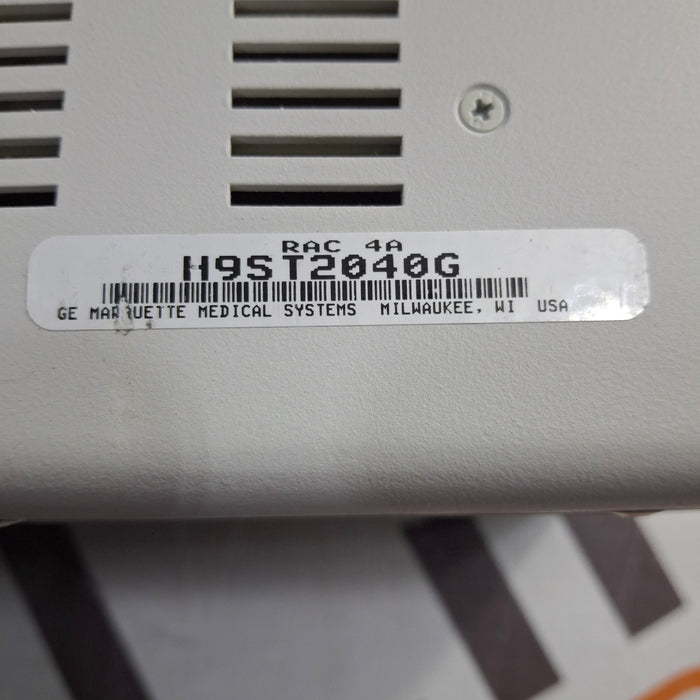 RAC 4A
H9ST2040G
GE MARQUETTE MEDICAL SYSTEMS MILWAUKEE, WI USA